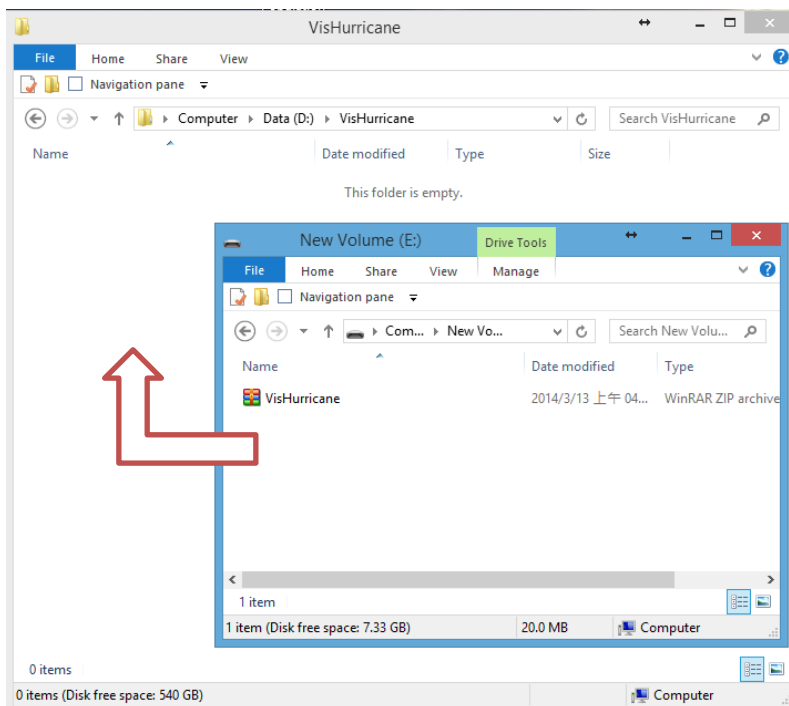 VisHurricane
File Home Share View
Navigation pane
Computer Data (D:) VisHurricane Search VisHurricane
Name Date modified Type Size
This folder is empty.
New Volume (E:) Drive Tools
File Home Share View Manage
Navigation pane
Com... New Vo... Search New Volu...
Name Date modified Type
VisHurricane 2014/3/13 上午 04... WinRAR ZIP archive
1 item
1 item (Disk free space: 7.33 GB) 20.0 MB Computer
0 items
0 items (Disk free space: 540 GB) Computer